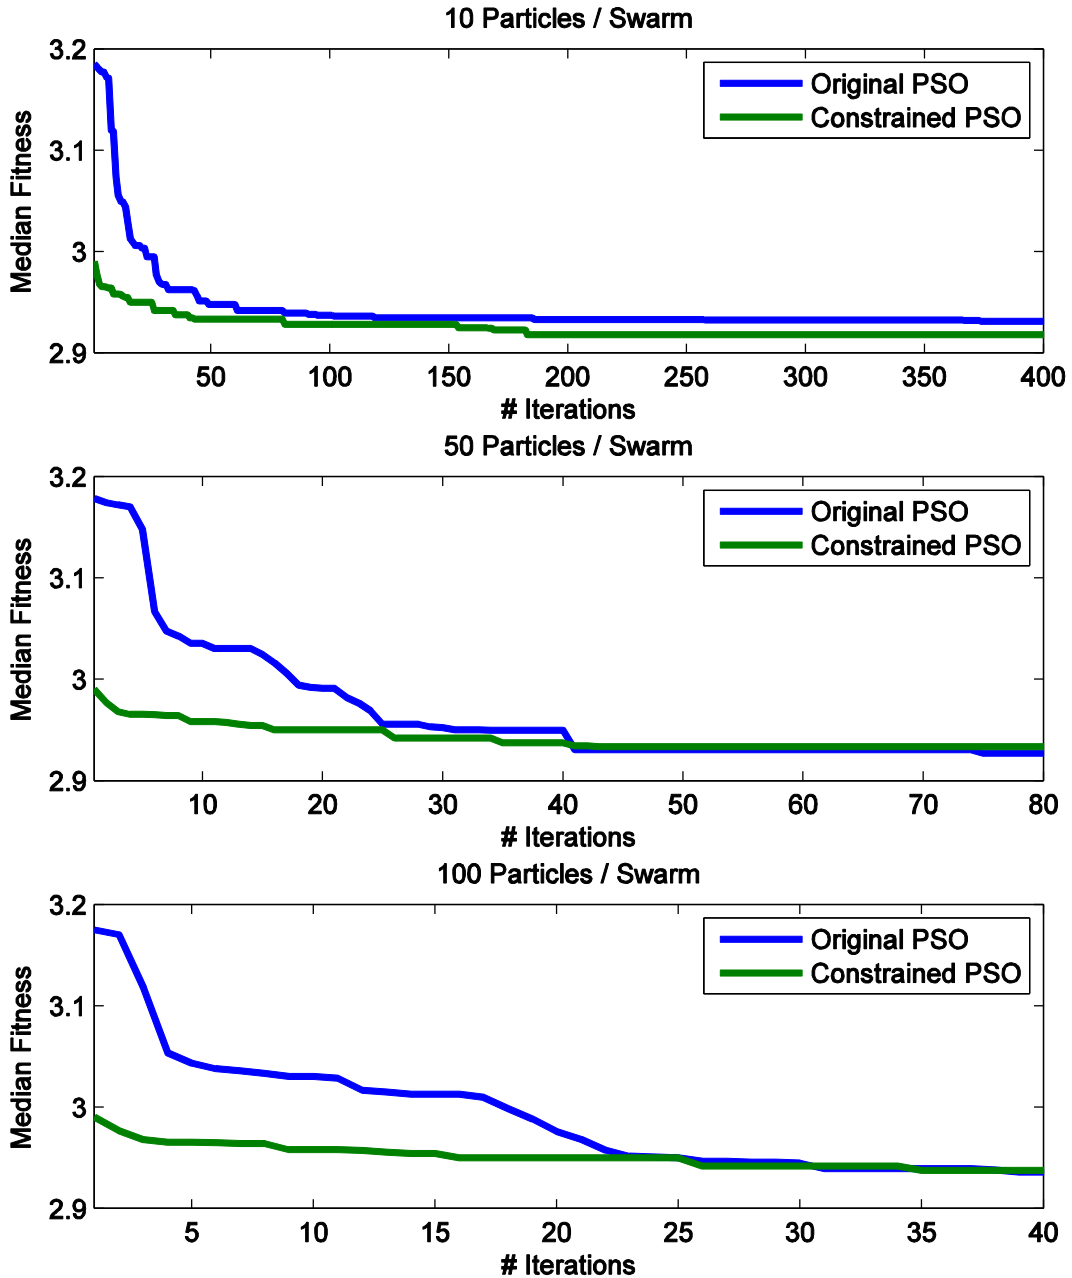 10 Particles / Swarm
3.2
3.1
3
2.9
Median Fitness
Original PSO
Constrained PSO
50 100 150 200 250 300 350 400
# Iterations
50 Particles / Swarm
3.2
3.1
3
2.9
Median Fitness
Original PSO
Constrained PSO
10 20 30 40 50 60 70 80
# Iterations
100 Particles / Swarm
3.2
3.1
3
2.9
Median Fitness
Original PSO
Constrained PSO
5 10 15 20 25 30 35 40
# Iterations